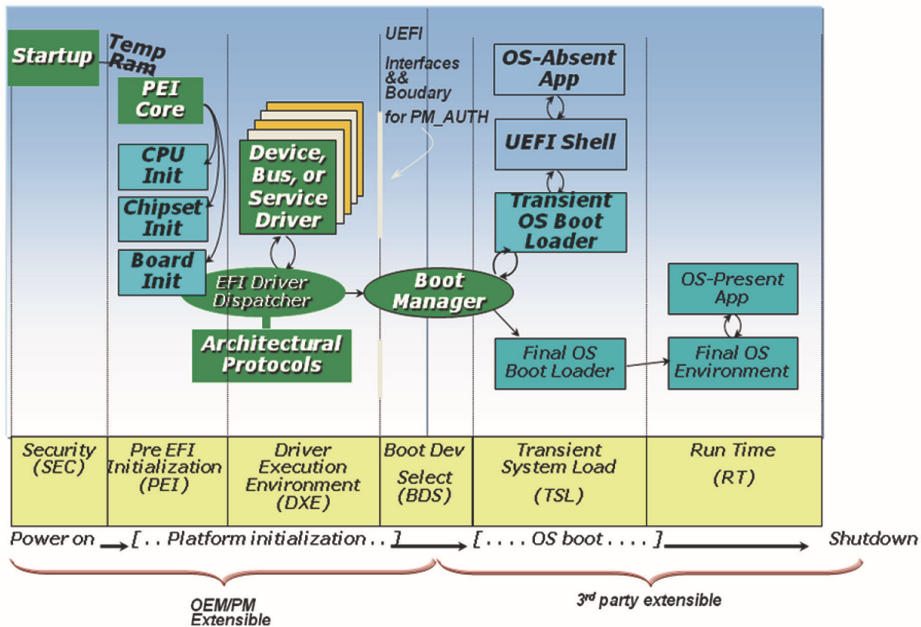 Startup
Temp
Ram
PEI
Core
CPU
Init
Chipset
Init
Board
Init
Device,
Bus, or
Service
Driver
EFI Driver
Dispatcher
Architectural
Protocols
UEFI
Interfaces
&&
Boudary
for PM_AUTH
Boot
Manager
OS-Absent
App
UEFI Shell
Transient
OS Boot
Loader
Final OS
Boot Loader
OS-Present
App
Final OS
Environment
Security
(SEC)
Pre EFI
Initialization
(PEI)
Driver
Execution
Environment
(DXE)
Boot Dev
Select
(BDS)
Transient
System Load
(TSL)
Run Time
(RT)
Power on
[ . . Platform initialization . . ]
[ . . . . OS boot . . . . ]
Shutdown
OEM/PM
Extensible
3rd party extensible